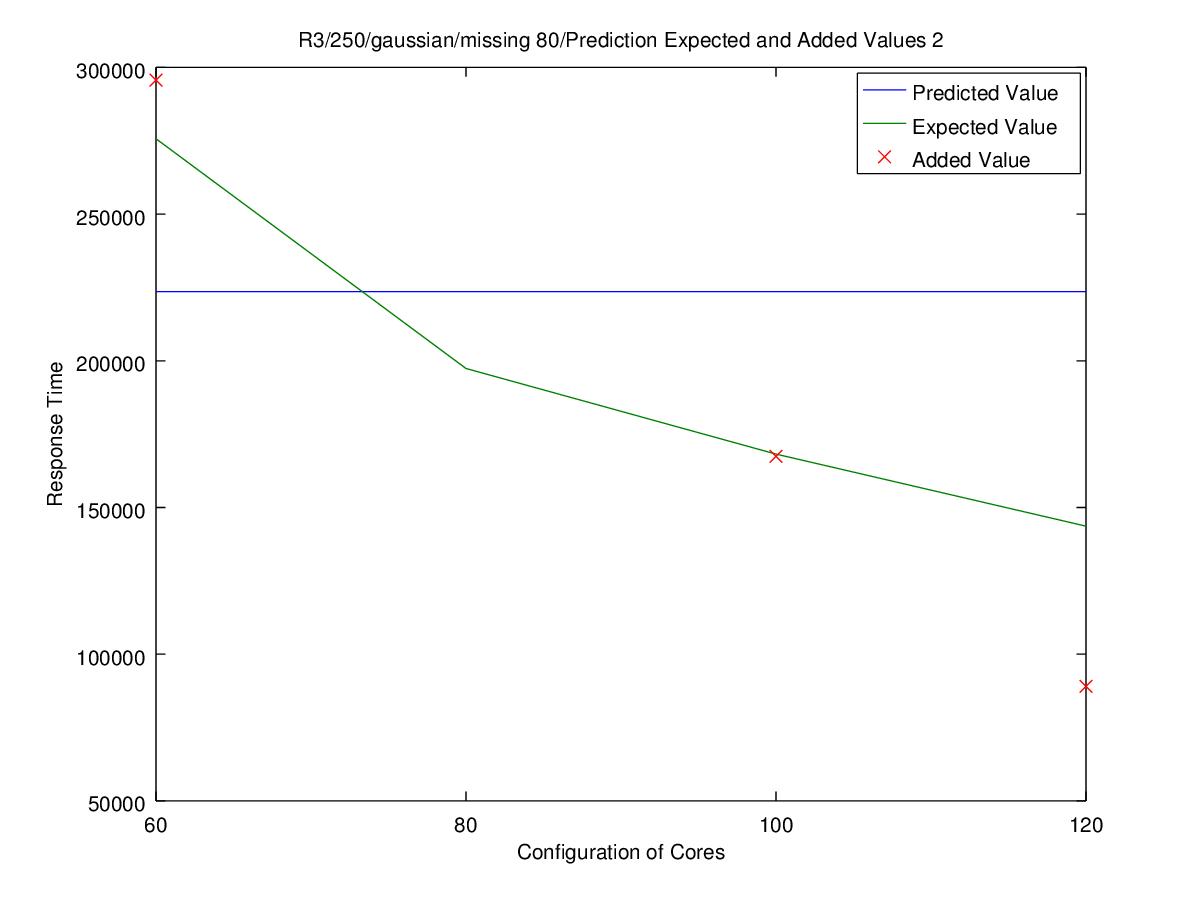 R3/250/gaussian/missing 80/Prediction Expected and Added Values 2
300000
250000
200000
150000
100000
50000
60
80
100
120
Response Time
Configuration of Cores
Predicted Value
Expected Value
Added Value